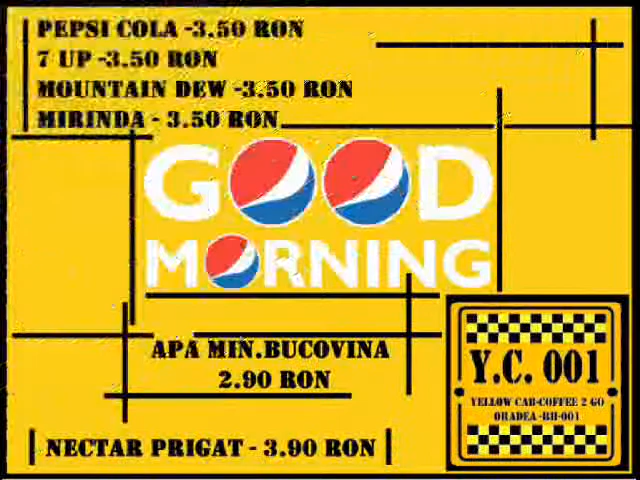 PEPSI COLA -3.50 RON
7 UP -3.50 RON
MOUNTAIN DEW -3.50 RON
MIRINDA - 3.50 RON
GOOD
MORNING
APA MIN.BUCOVINA
2.90 RON
NECTAR PRIGAT - 3.90 RON
Y.C. 001
YELLOW CAB-COFFEE 2 GO
ORADEA -BH-001